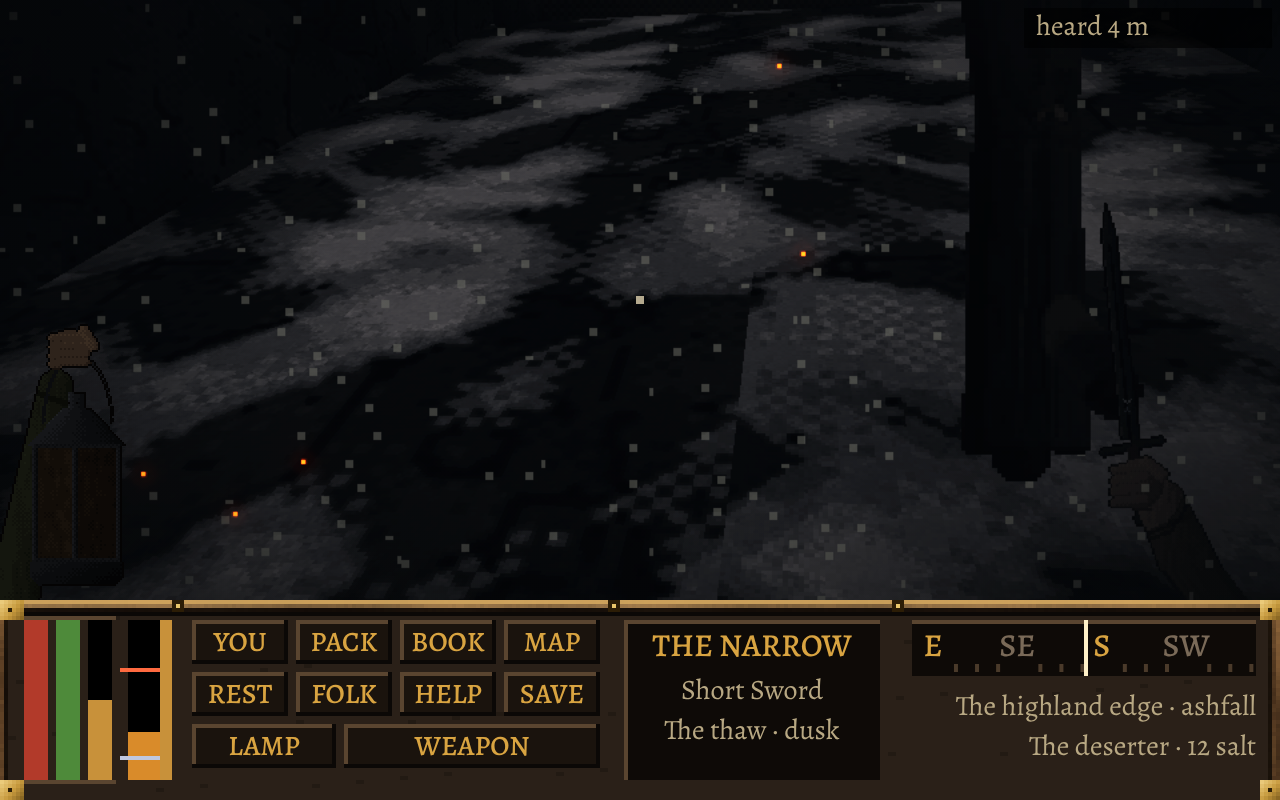 heard 4 m
YOU PACK BOOK MAP
REST FOLK HELP SAVE
LAMP WEAPON
THE NARROW
Short Sword
The thaw · dusk
E SE S SW
The highland edge · ashfall
The deserter · 12 salt